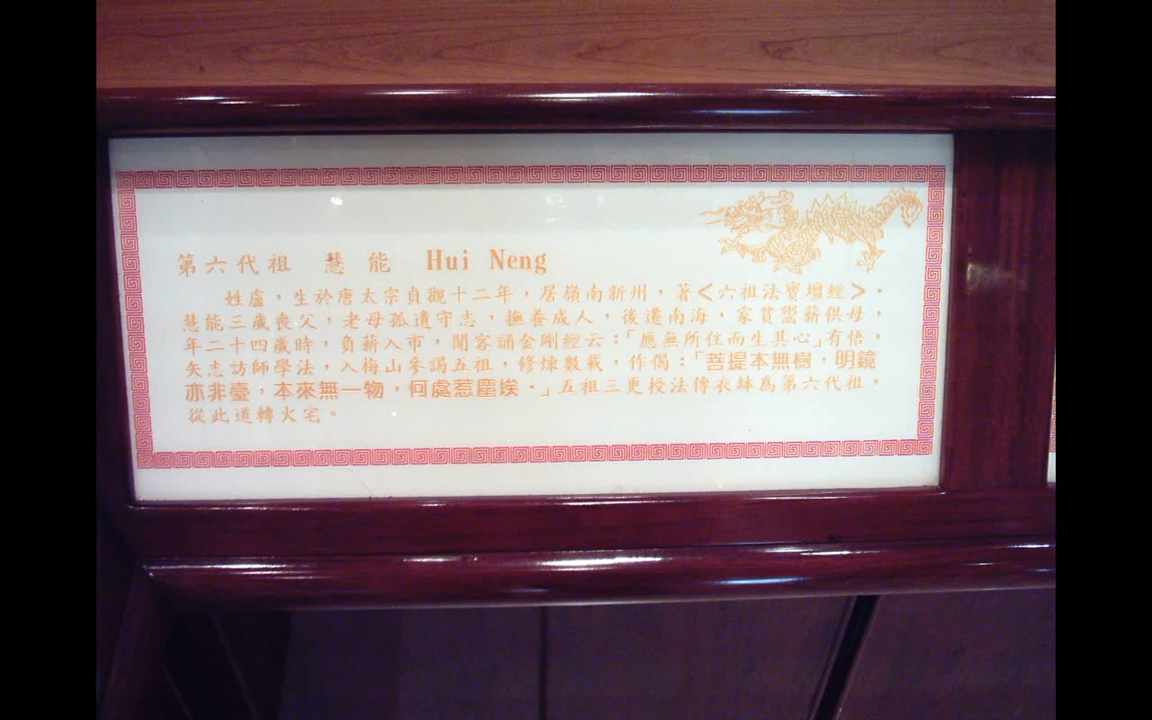 第六代祖 慧能 Hui Neng
姓盧，生於唐太宗貞觀十二年，居嶺南新州，著<六祖法寶壇經>。
慧能三歲喪父，老母孤遺守志，撫養成人，後遷南海，家貧鬻薪供母，
年二十四歲時，負薪入市，聞客誦金剛經云：「應無所住而生其心」有悟，
矢志訪師學法，入梅山參謁五祖，修煉數載，作偈：「菩提本無樹，明鏡
亦非臺，本來無一物，何處惹塵埃。」五祖三更授法傳衣缽為第六代祖，
從此道轉火宅。